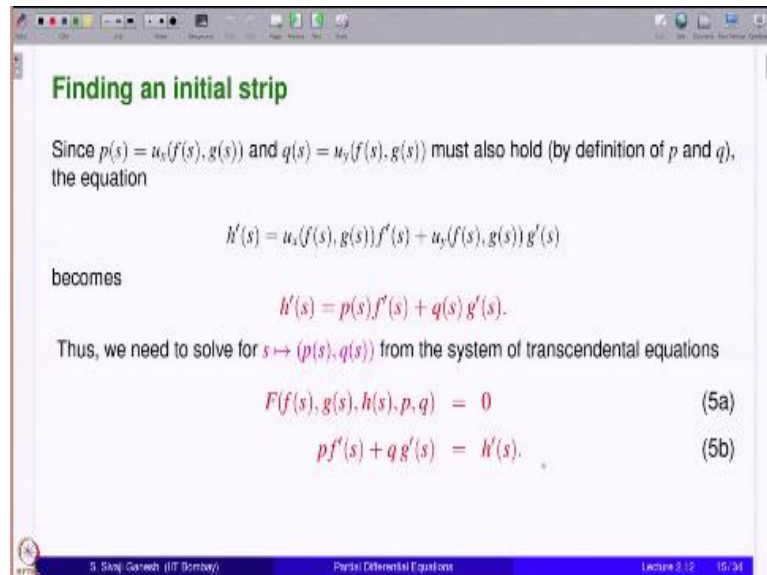 Finding an initial strip
Since p(s) = u_x(f(s), g(s)) and q(s) = u_y(f(s), g(s)) must also hold (by definition of p and q),
the equation
h′(s) = u_x(f(s), g(s)) f′(s) + u_y(f(s), g(s)) g′(s)
becomes
h′(s) = p(s) f′(s) + q(s) g′(s).
Thus, we need to solve for s ↦ (p(s), q(s)) from the system of transcendental equations
F(f(s), g(s), h(s), p, q) = 0 (5a)
p f′(s) + q g′(s) = h′(s). (5b)
S. Sivaji Ganesh (IIT Bombay) Partial Differential Equations Lecture 2.12 15/34